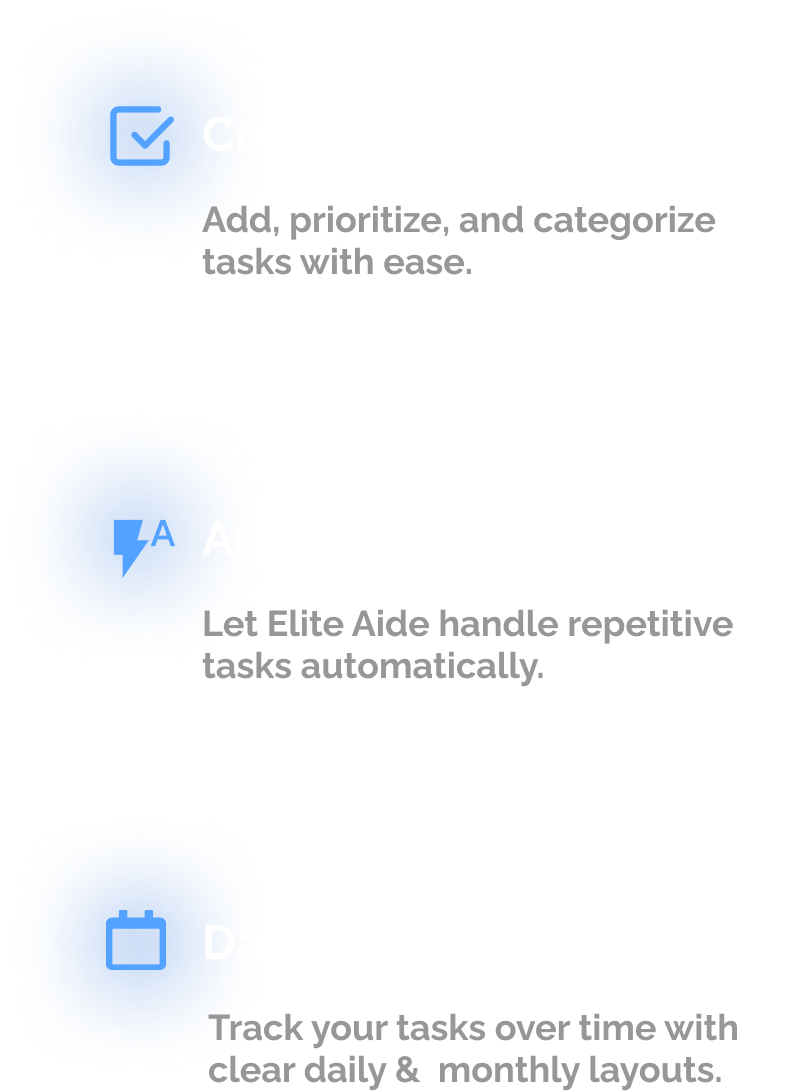 Add, prioritize, and categorize
tasks with ease.
A
Let Elite Aide handle repetitive
tasks automatically.
Track your tasks over time with
clear daily &  monthly layouts.